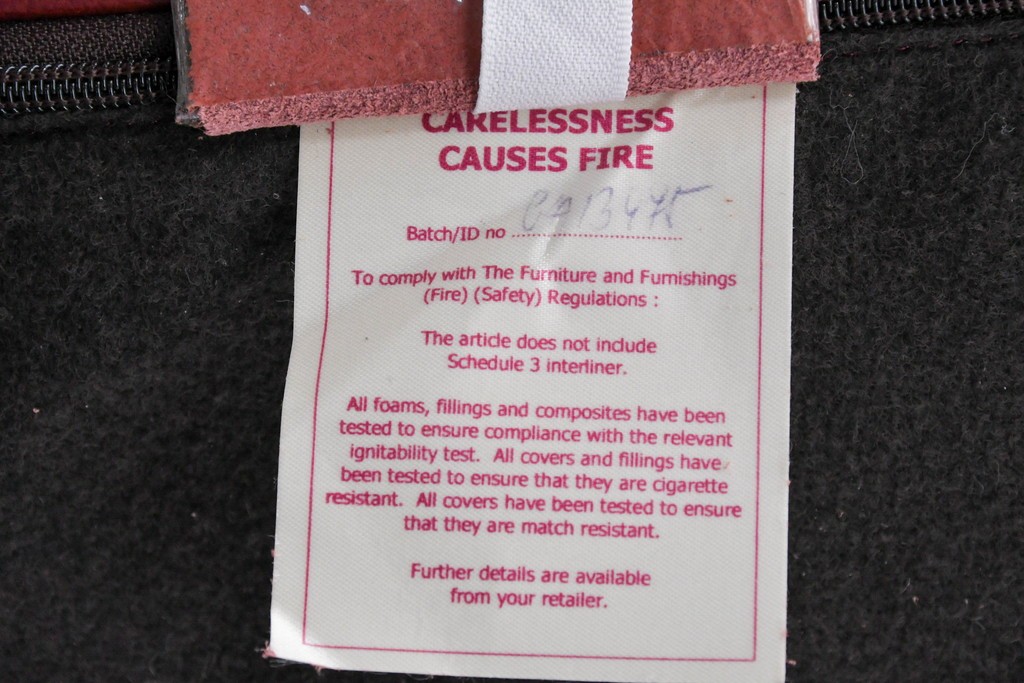 CARELESSNESS
CAUSES FIRE
Batch/ID no
To comply with The Furniture and Furnishings
(Fire) (Safety) Regulations :
The article does not include
Schedule 3 interliner.
All foams, fillings and composites have been
tested to ensure compliance with the relevant
ignitability test. All covers and fillings have
been tested to ensure that they are cigarette
resistant. All covers have been tested to ensure
that they are match resistant.
Further details are available
from your retailer.